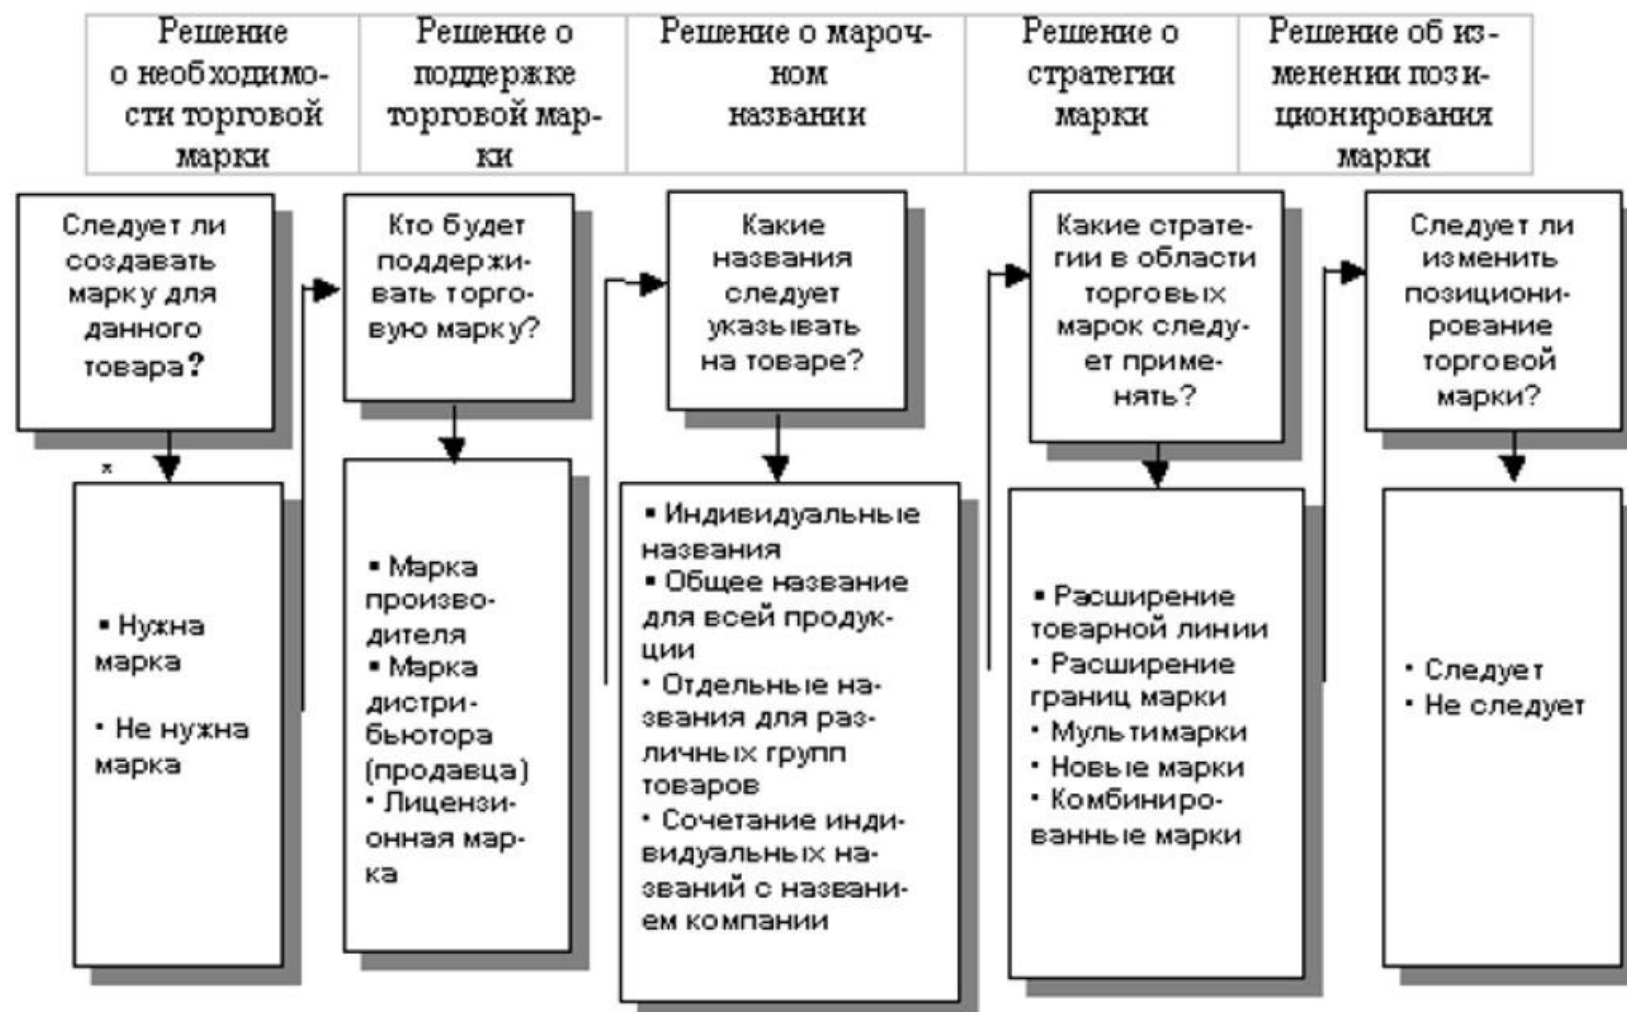 Решение
о необходимо-
сти торговой
марки
Решение о
поддержке
торговой мар-
ки
Решение о мароч-
ном
названии
Решение о
стратегии
марки
Решение об из-
менении пози-
ционирования
марки
Следует ли
создавать
марку для
данного
товара?
Кто будет
поддержи-
вать торго-
вую марку?
Какие
названия
следует
указывать
на товаре?
Какие страте-
гии в области
торговых
марок следу-
ет приме-
нять?
Следует ли
изменить
позициони-
рование
торговой
марки?
▪ Нужна
марка
• Не нужна
марка
▪ Марка
произво-
дителя
▪ Марка
дистри-
бьютора
(продавца)
• Лицензи-
онная мар-
ка
▪ Индивидуальные
названия
▪ Общее название
для всей продук-
ции
• Отдельные на-
звания для раз-
личных групп
товаров
• Сочетание инди-
видуальных на-
званий с названи-
ем компании
▪ Расширение
товарной линии
• Расширение
границ марки
• Мультимарки
• Новые марки
• Комбиниро-
ванные марки
• Следует
• Не следует